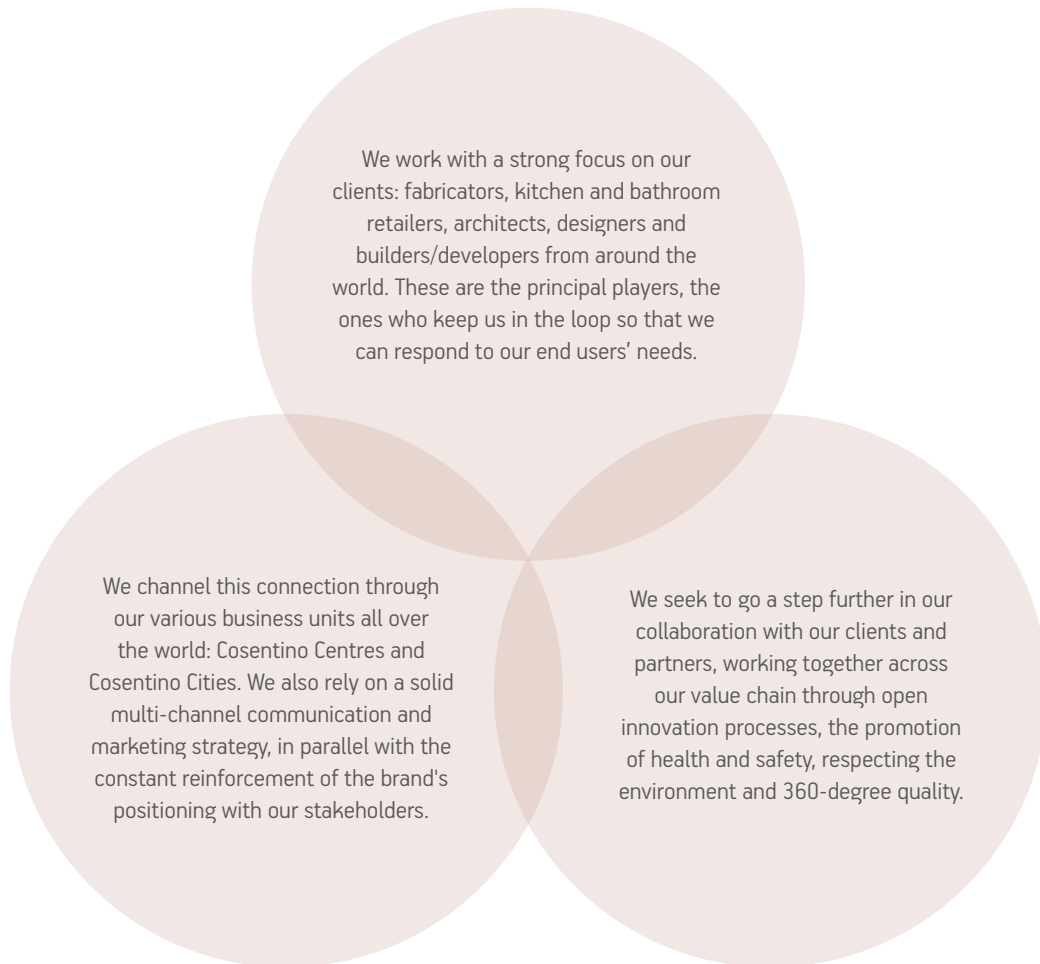 We work with a strong focus on our
clients: fabricators, kitchen and bathroom
retailers, architects, designers and
builders/developers from around the
world. These are the principal players, the
ones who keep us in the loop so that we
can respond to our end users’ needs.
We channel this connection through
our various business units all over
the world: Cosentino Centres and
Cosentino Cities. We also rely on a solid
multi-channel communication and
marketing strategy, in parallel with the
constant reinforcement of the brand's
positioning with our stakeholders.
We seek to go a step further in our
collaboration with our clients and
partners, working together across
our value chain through open
innovation processes, the promotion
of health and safety, respecting the
environment and 360-degree quality.